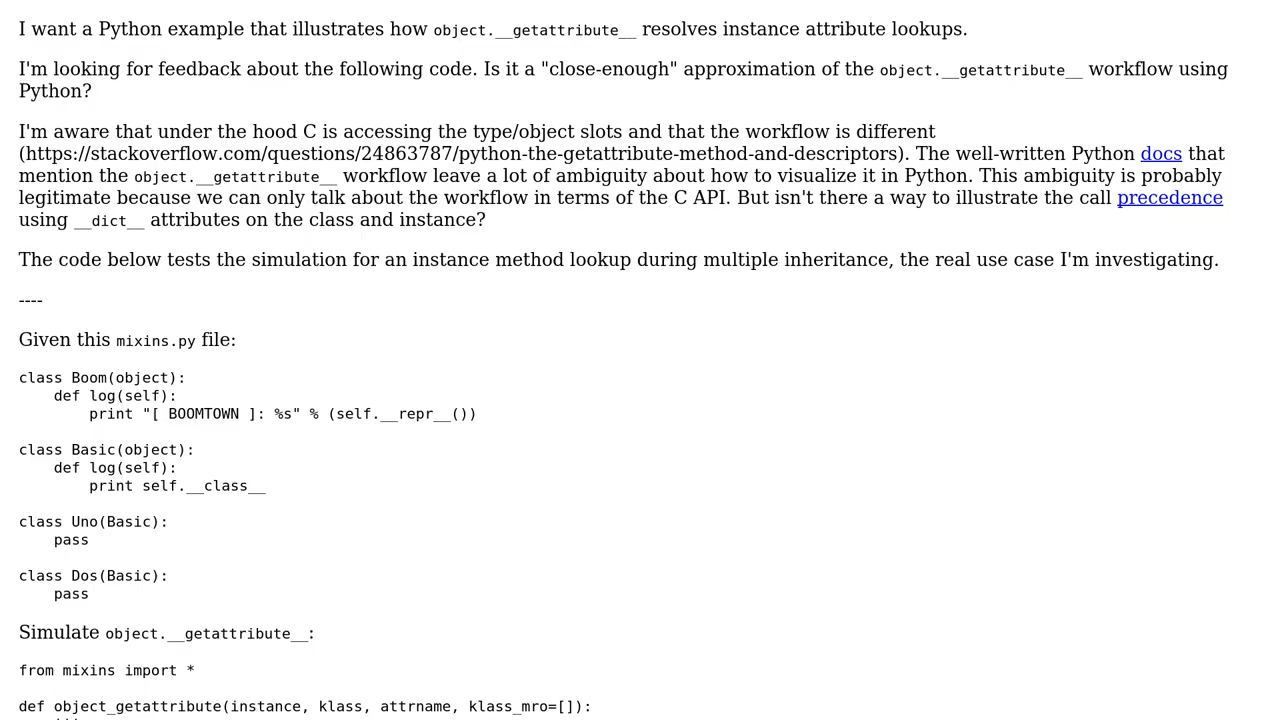 I want a Python example that illustrates how object.__getattribute__ resolves instance attribute lookups.
I'm looking for feedback about the following code. Is it a "close-enough" approximation of the object.__getattribute__ workflow using
Python?
I'm aware that under the hood C is accessing the type/object slots and that the workflow is different
(https://stackoverflow.com/questions/24863787/python-the-getattribute-method-and-descriptors). The well-written Python docs that
mention the object.__getattribute__ workflow leave a lot of ambiguity about how to visualize it in Python. This ambiguity is probably
legitimate because we can only talk about the workflow in terms of the C API. But isn't there a way to illustrate the call precedence
using __dict__ attributes on the class and instance?
The code below tests the simulation for an instance method lookup during multiple inheritance, the real use case I'm investigating.
----
Given this mixins.py file:
class Boom(object):
    def log(self):
        print "[ BOOMTOWN ]: %s" % (self.__repr__())
class Basic(object):
    def log(self):
        print self.__class__
class Uno(Basic):
    pass
class Dos(Basic):
    pass
Simulate object.__getattribute__:
from mixins import *
def object_getattribute(instance, klass, attrname, klass_mro=[]):